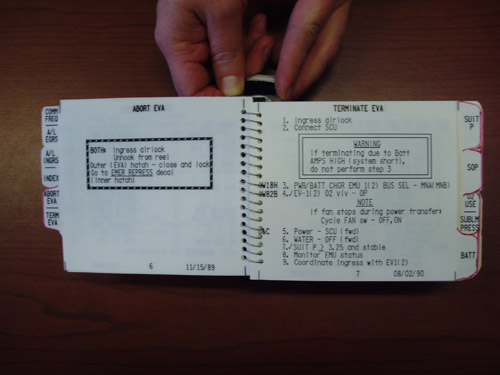 COMM
FREQ
A/L
EGRS
A/L
INGRS
INDEX
ABORT
EVA
TERM
EVA
ABORT EVA
BOTH: Ingress airlock
Unhook from reel
Outer (EVA) hatch - close and lock
Go to EMER REPRESS decal
(inner hatch)
6 11/15/89
TERMINATE EVA
1. Ingress airlock
2. Connect SCU
WARNING
If terminating due to Batt
AMPS HIGH (system short),
do not perform step 3
MW18H 3. PWR/BATT CHGR EMU 1(2) BUS SEL - MNA(MNB)
MW82B 4./EV-1(2) O2 vlv - OP
NOTE
If fan stops during power transfer:
Cycle FAN sw - OFF,ON
5. Power - SCU (fwd)
6. WATER - OFF (fwd)
7./SUIT P > 3.25 and stable
8. Monitor EMU status
9. Coordinate ingress with EV1(2)
7 08/02/90
SUIT
P
SOP
O2
USE
SUBLM
PRESS
BATT